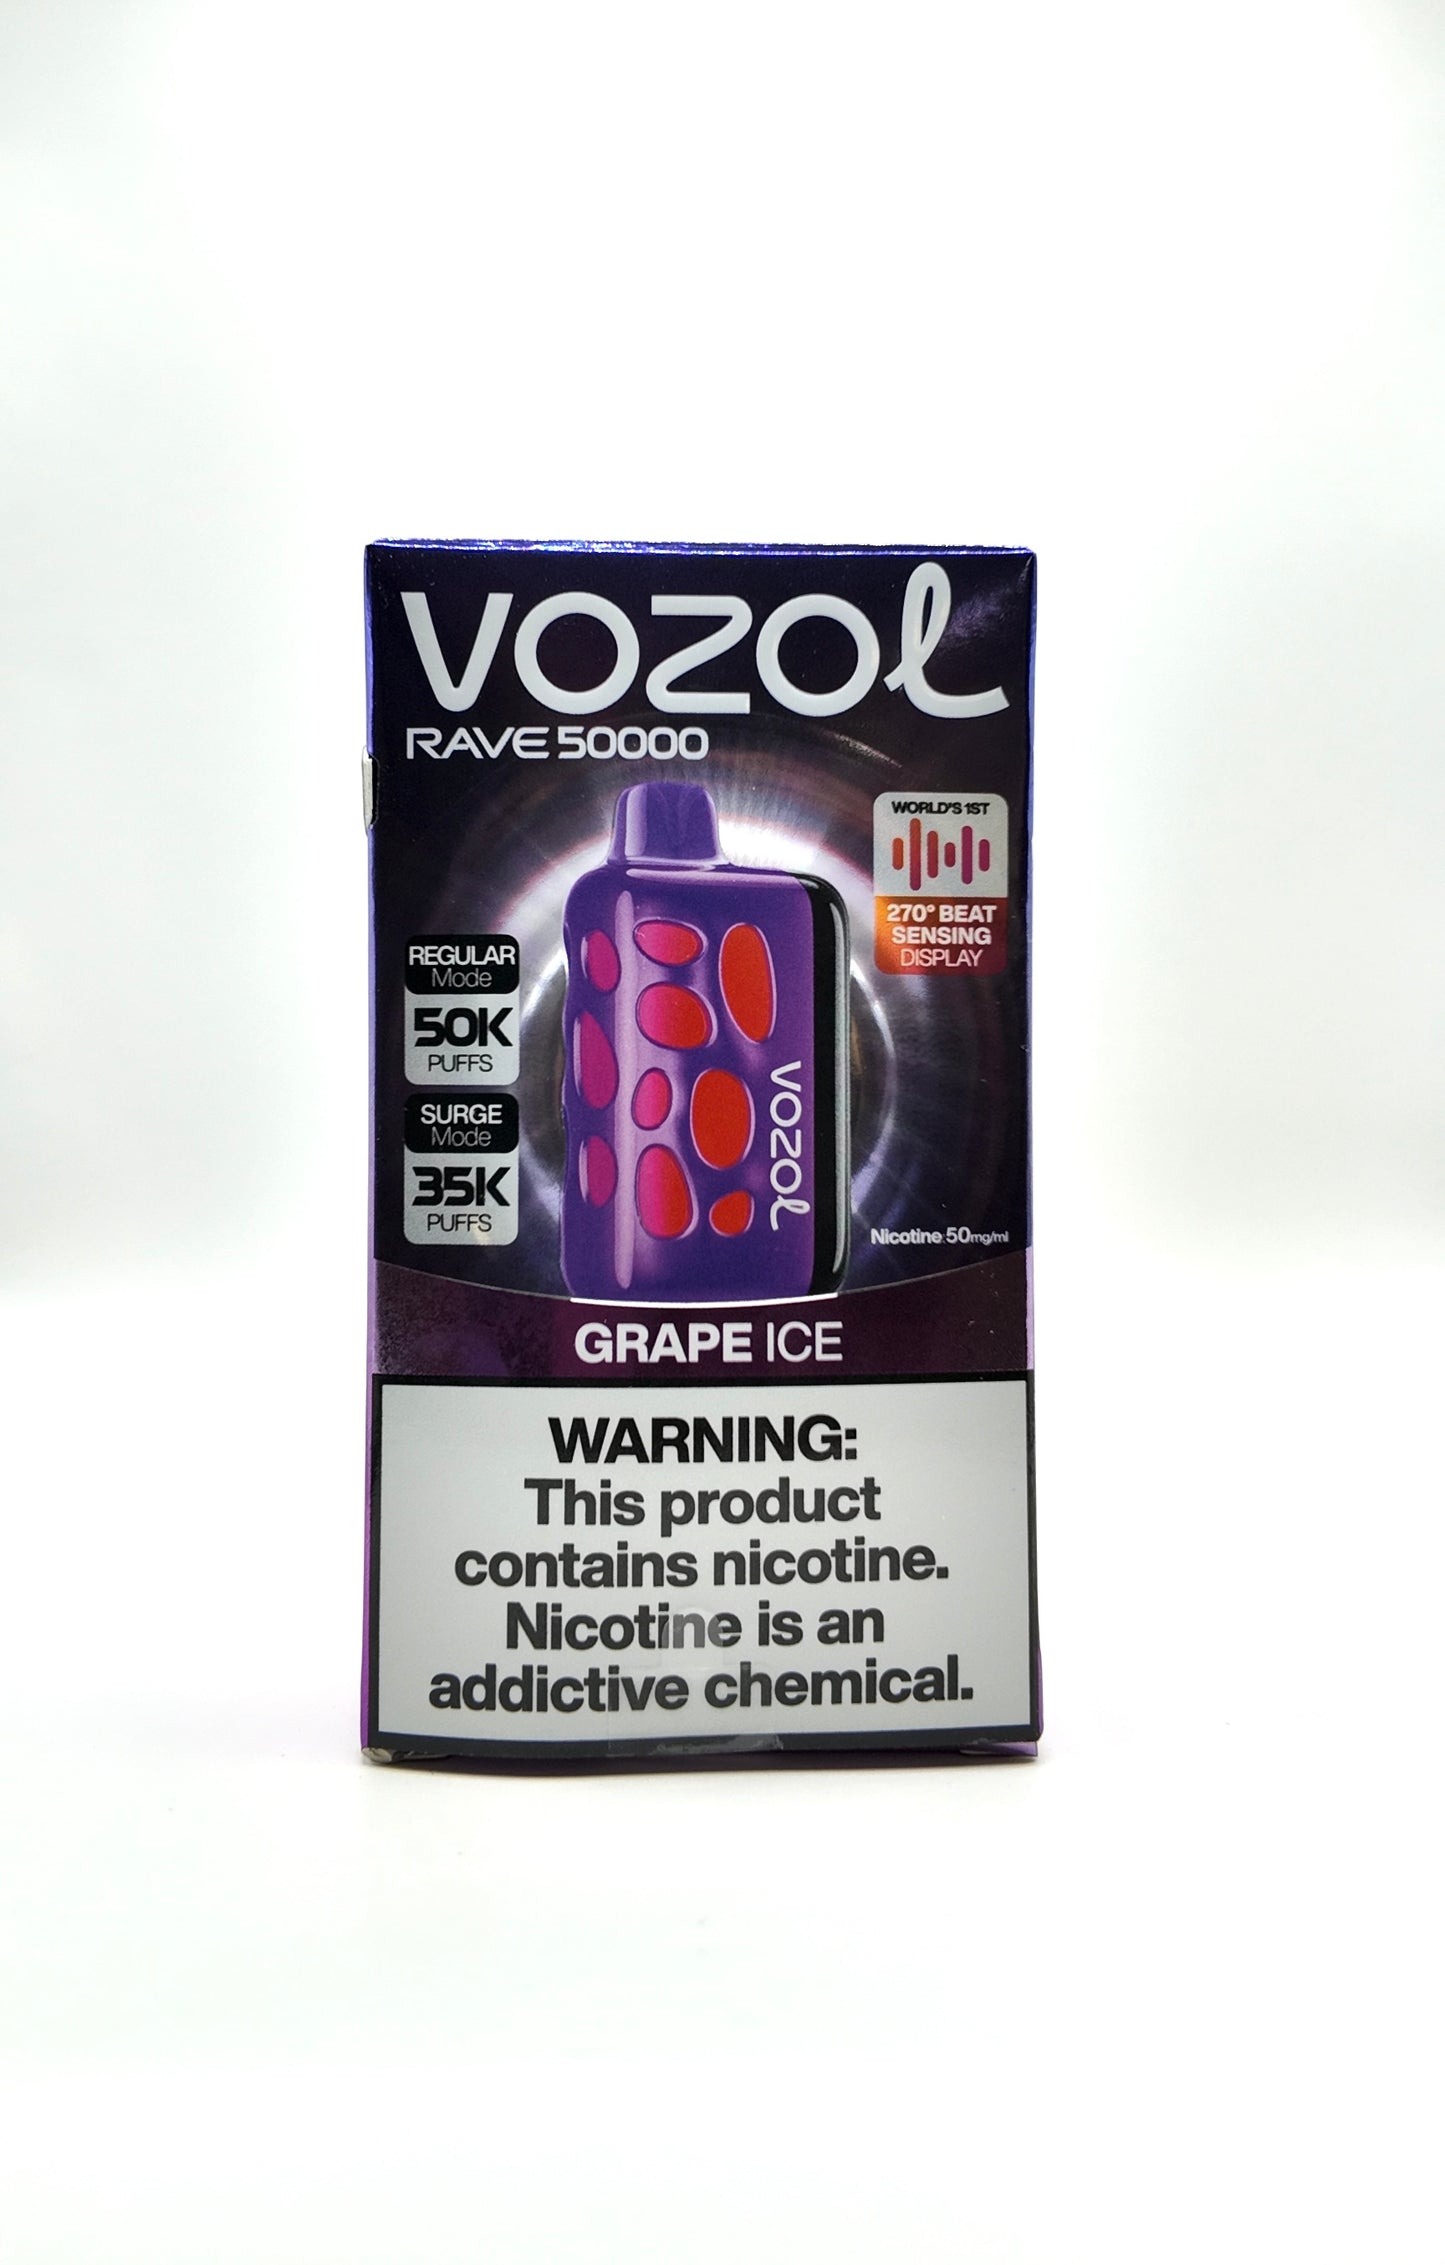 VOZOL
RAVE 50000
WORLD'S 1ST
270° BEAT
SENSING
DISPLAY
REGULAR
Mode
50K
PUFFS
SURGE
Mode
35K
PUFFS
VOZOL
Nicotine:50mg/ml
GRAPE ICE
WARNING:
This product
contains nicotine.
Nicotine is an
addictive chemical.